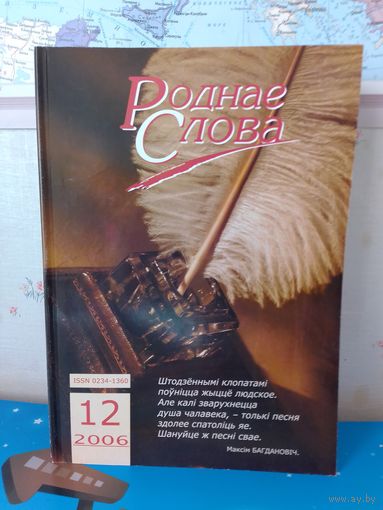 Роднае
Слова
ISSN 0234-1360
12
2006
Штодзённымі клопатамі
поўніцца жыццё людское.
Але калі зварухнецца
душа чалавека, – толькі песня
здолее спатоліць яе.
Шануйце ж песні свае.
Максім БАГДАНОВІЧ.
www.ay.by